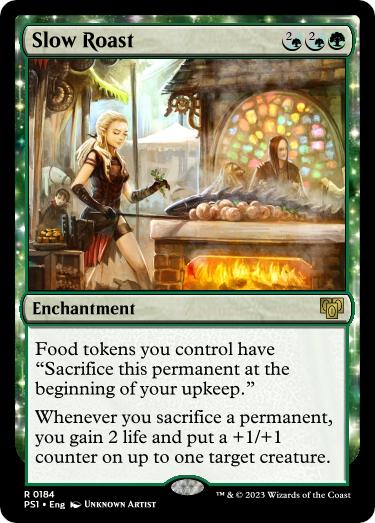 Slow Roast
2 2
Enchantment
Food tokens you control have
“Sacrifice this permanent at the
beginning of your upkeep.”
Whenever you sacrifice a permanent,
you gain 2 life and put a +1/+1
counter on up to one target creature.
R 0184
PS1 • Eng Unknown Artist
™ & © 2023 Wizards of the Coast